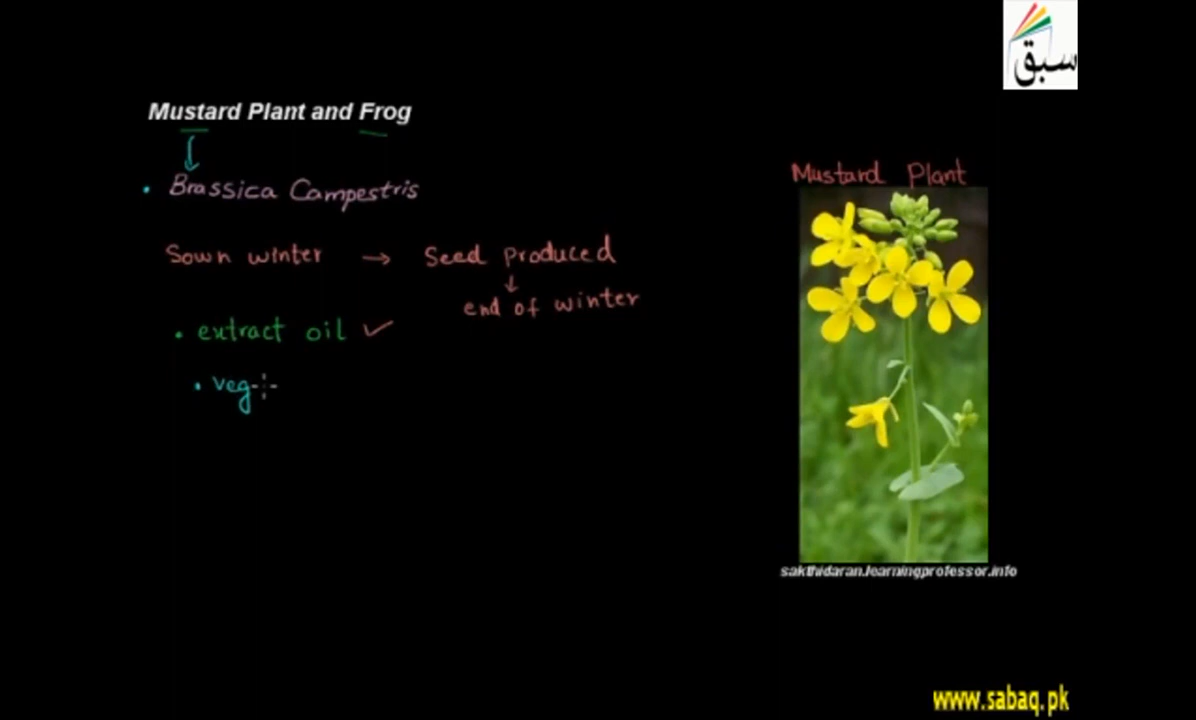 سبق
Mustard Plant and Frog
Mustard Plant
Brassica Campestris
Sown winter → Seed produced
↓
end of winter
• extract oil ✓
• veg
sakthidaran.learningprofessor.info
www.sabaq.pk